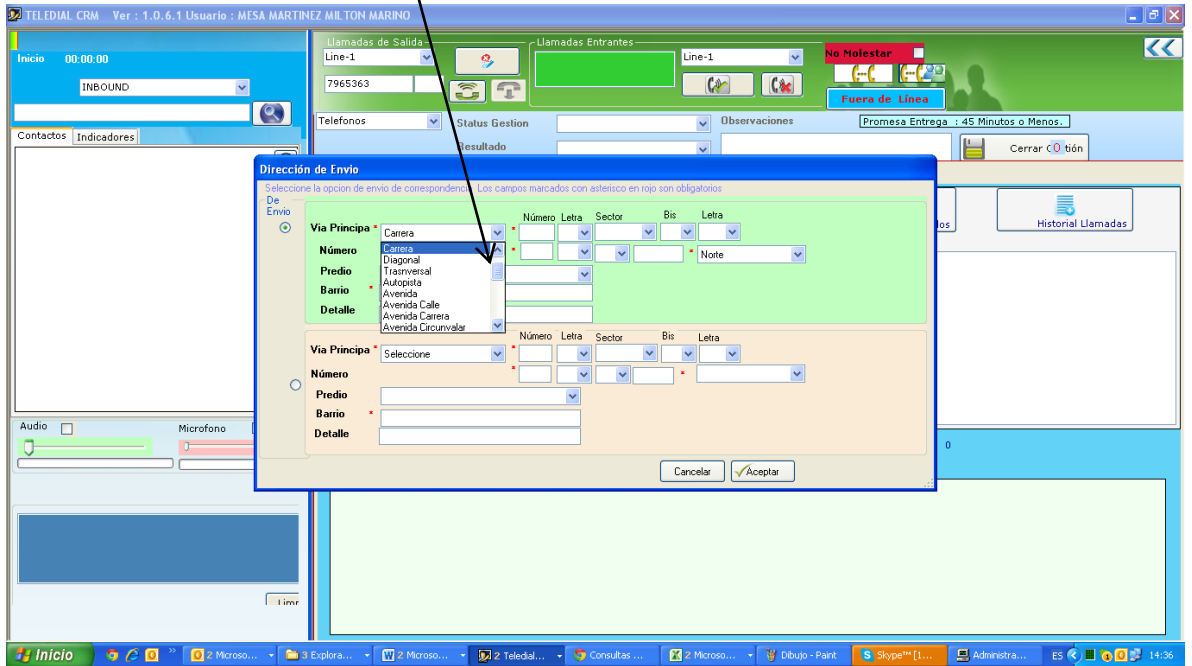 TELEDIAL CRM Ver : 1.0.6.1 Usuario : MESA MARTINEZ MILTON MARINO
Inicio 00:00:00
INBOUND
Contactos Indicadores
Llamadas de Salida
Line-1
7965363
Llamadas Entrantes
Line-1
No Molestar
Fuera de Línea
Telefonos
Status Gestion
Resultado
Observaciones
Promesa Entrega : 45 Minutos o Menos.
Cerrar tión
0
los
Historial Llamadas
Dirección de Envio
Seleccione la opcion de envio de correspondencia. Los campos marcados con asterisco en rojo son obligatorios
De
Envio
Número Letra Sector Bis Letra
Via Principa * Carrera *
Número * * Norte
Predio
Barrio *
Detalle
Carrera
Diagonal
Trasnversal
Autopista
Avenida
Avenida Calle
Avenida Carrera
Avenida Circunvalar
Número Letra Sector Bis Letra
Via Principa * Seleccione *
Número * *
Predio
Barrio *
Detalle
Cancelar Aceptar
Audio Microfono
0
Limp
Inicio 2 Microso... 3 Explora... 2 Microso... 2 Teledial... Consultas ... 2 Microso... Dibujo - Paint Skype™ [1... Administra... ES 14:36